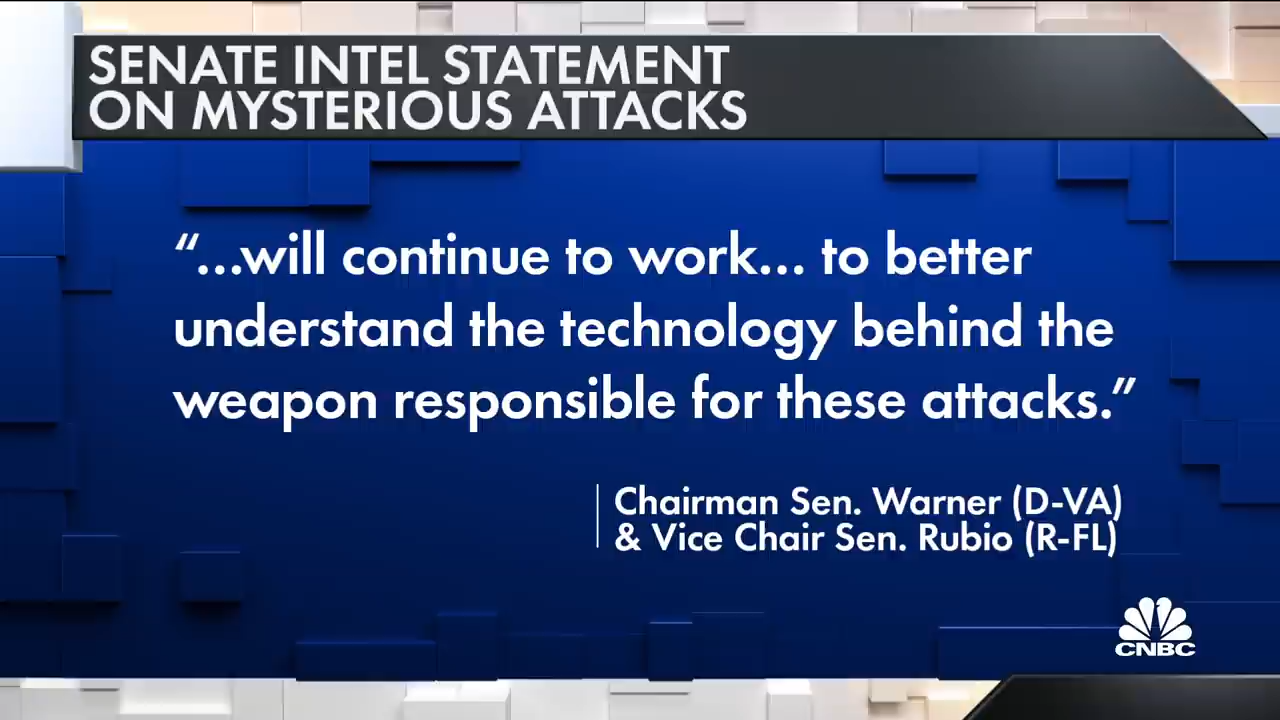 SENATE INTEL STATEMENT
ON MYSTERIOUS ATTACKS
“...will continue to work... to better
understand the technology behind the
weapon responsible for these attacks.”
Chairman Sen. Warner (D-VA)
& Vice Chair Sen. Rubio (R-FL)
CNBC